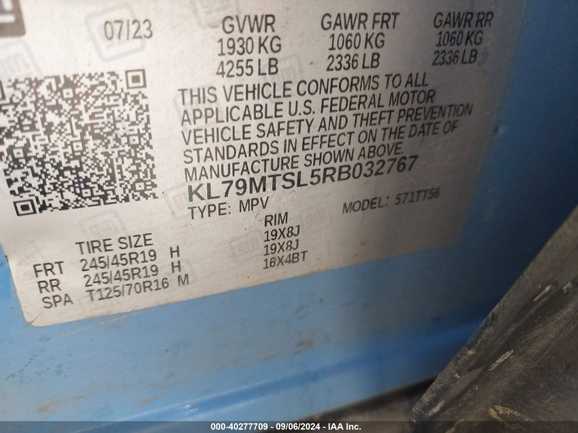 07/23
GVWR GAWR FRT GAWR RR
1930 KG 1060 KG 1060 KG
4255 LB 2336 LB 2336 LB
THIS VEHICLE CONFORMS TO ALL
APPLICABLE U.S. FEDERAL MOTOR
VEHICLE SAFETY AND THEFT PREVENTION
STANDARDS IN EFFECT ON THE DATE OF
MANUFACTURE SHOWN ABOVE.
KL79MTSL5RB032767
TYPE: MPV MODEL: 571TT56
TIRE SIZE RIM
FRT 245/45R19 H 19X8J
RR 245/45R19 H 19X8J
SPA T125/70R16 M 16X4BT
000-40277709 - 09/06/2024 - IAAI.COM